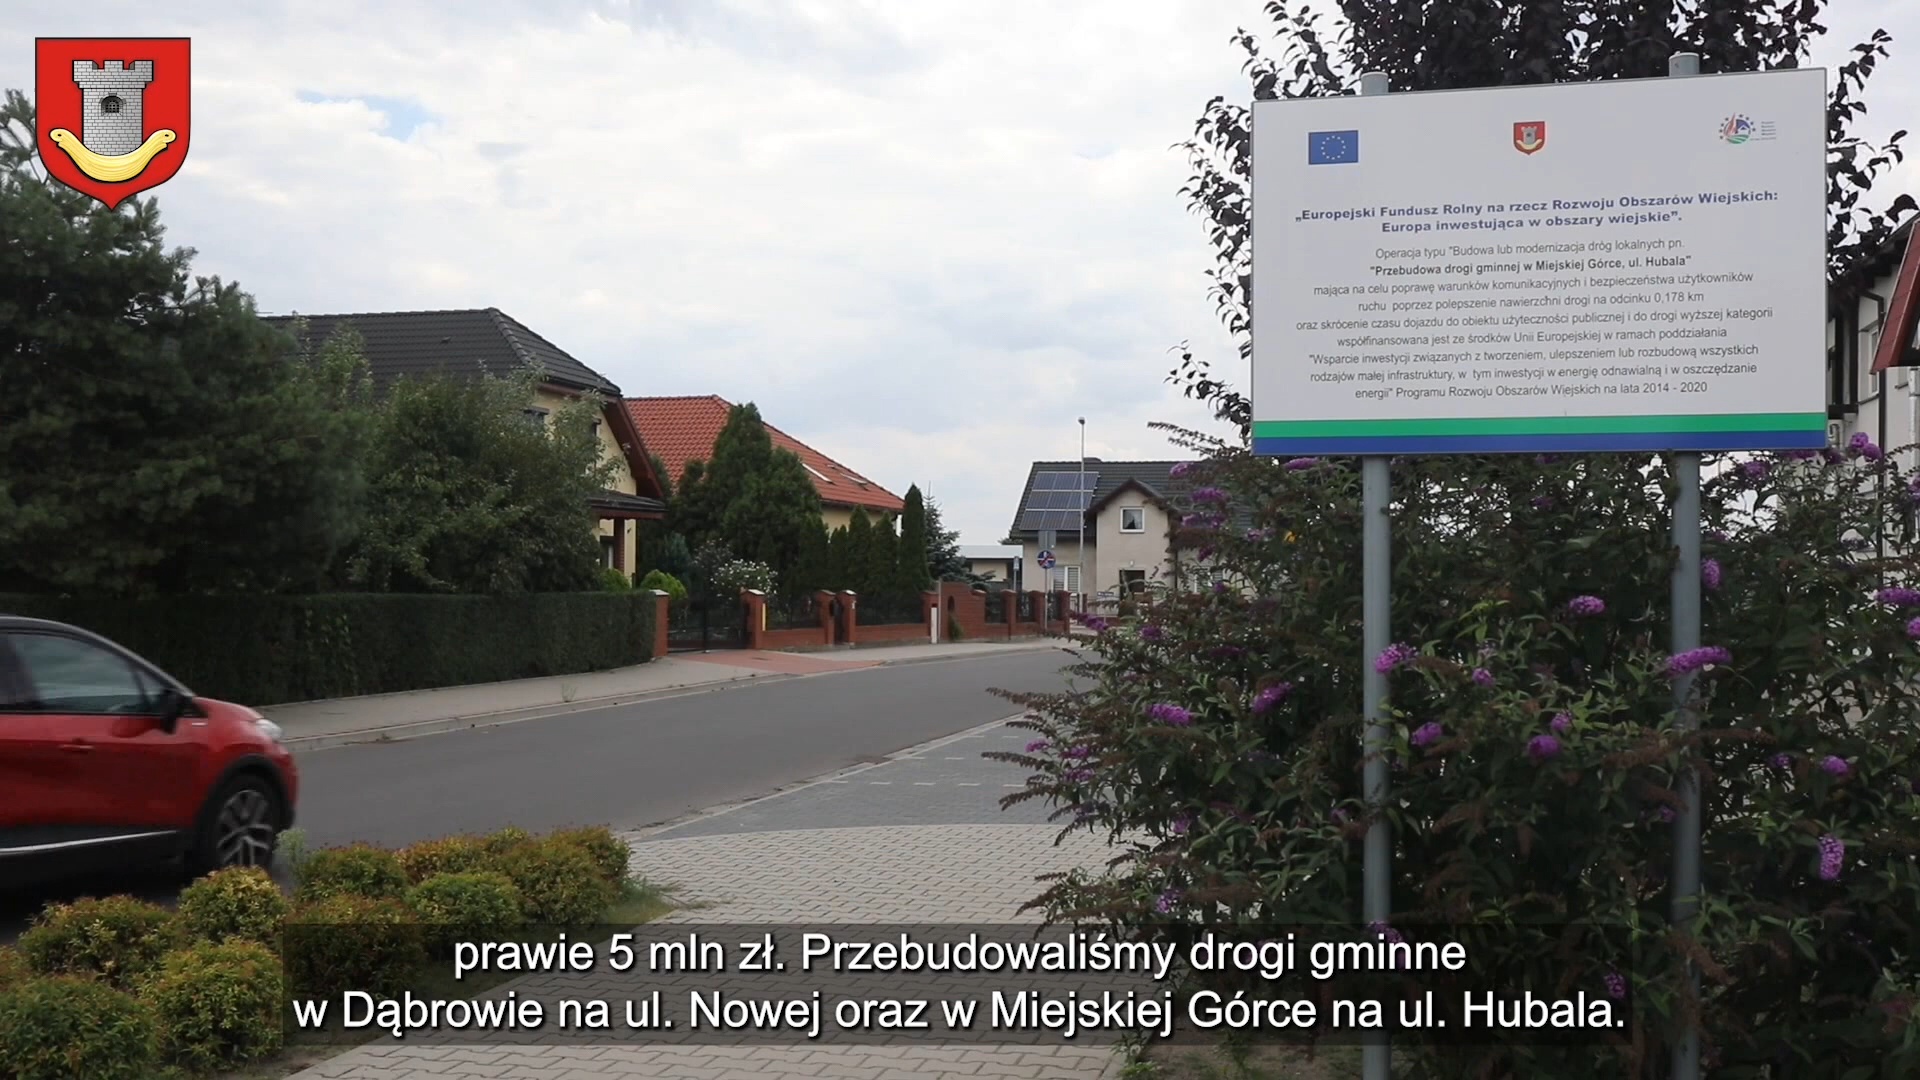 „Europejski Fundusz Rolny na rzecz Rozwoju Obszarów Wiejskich:
Europa inwestująca w obszary wiejskie”.
Operacja typu "Budowa lub modernizacja dróg lokalnych pn.
"Przebudowa drogi gminnej w Miejskiej Górce, ul. Hubala"
mająca na celu poprawę warunków komunikacyjnych i bezpieczeństwa użytkowników
ruchu poprzez polepszenie nawierzchni drogi na odcinku 0,178 km
oraz skrócenie czasu dojazdu do obiektu użyteczności publicznej i do drogi wyższej kategorii
współfinansowana jest ze środków Unii Europejskiej w ramach poddziałania
"Wsparcie inwestycji związanych z tworzeniem, ulepszeniem lub rozbudową wszystkich
rodzajów małej infrastruktury, w tym inwestycji w energię odnawialną i w oszczędzanie
energii" Programu Rozwoju Obszarów Wiejskich na lata 2014 - 2020
prawie 5 mln zł. Przebudowaliśmy drogi gminne
w Dąbrowie na ul. Nowej oraz w Miejskiej Górce na ul. Hubala.